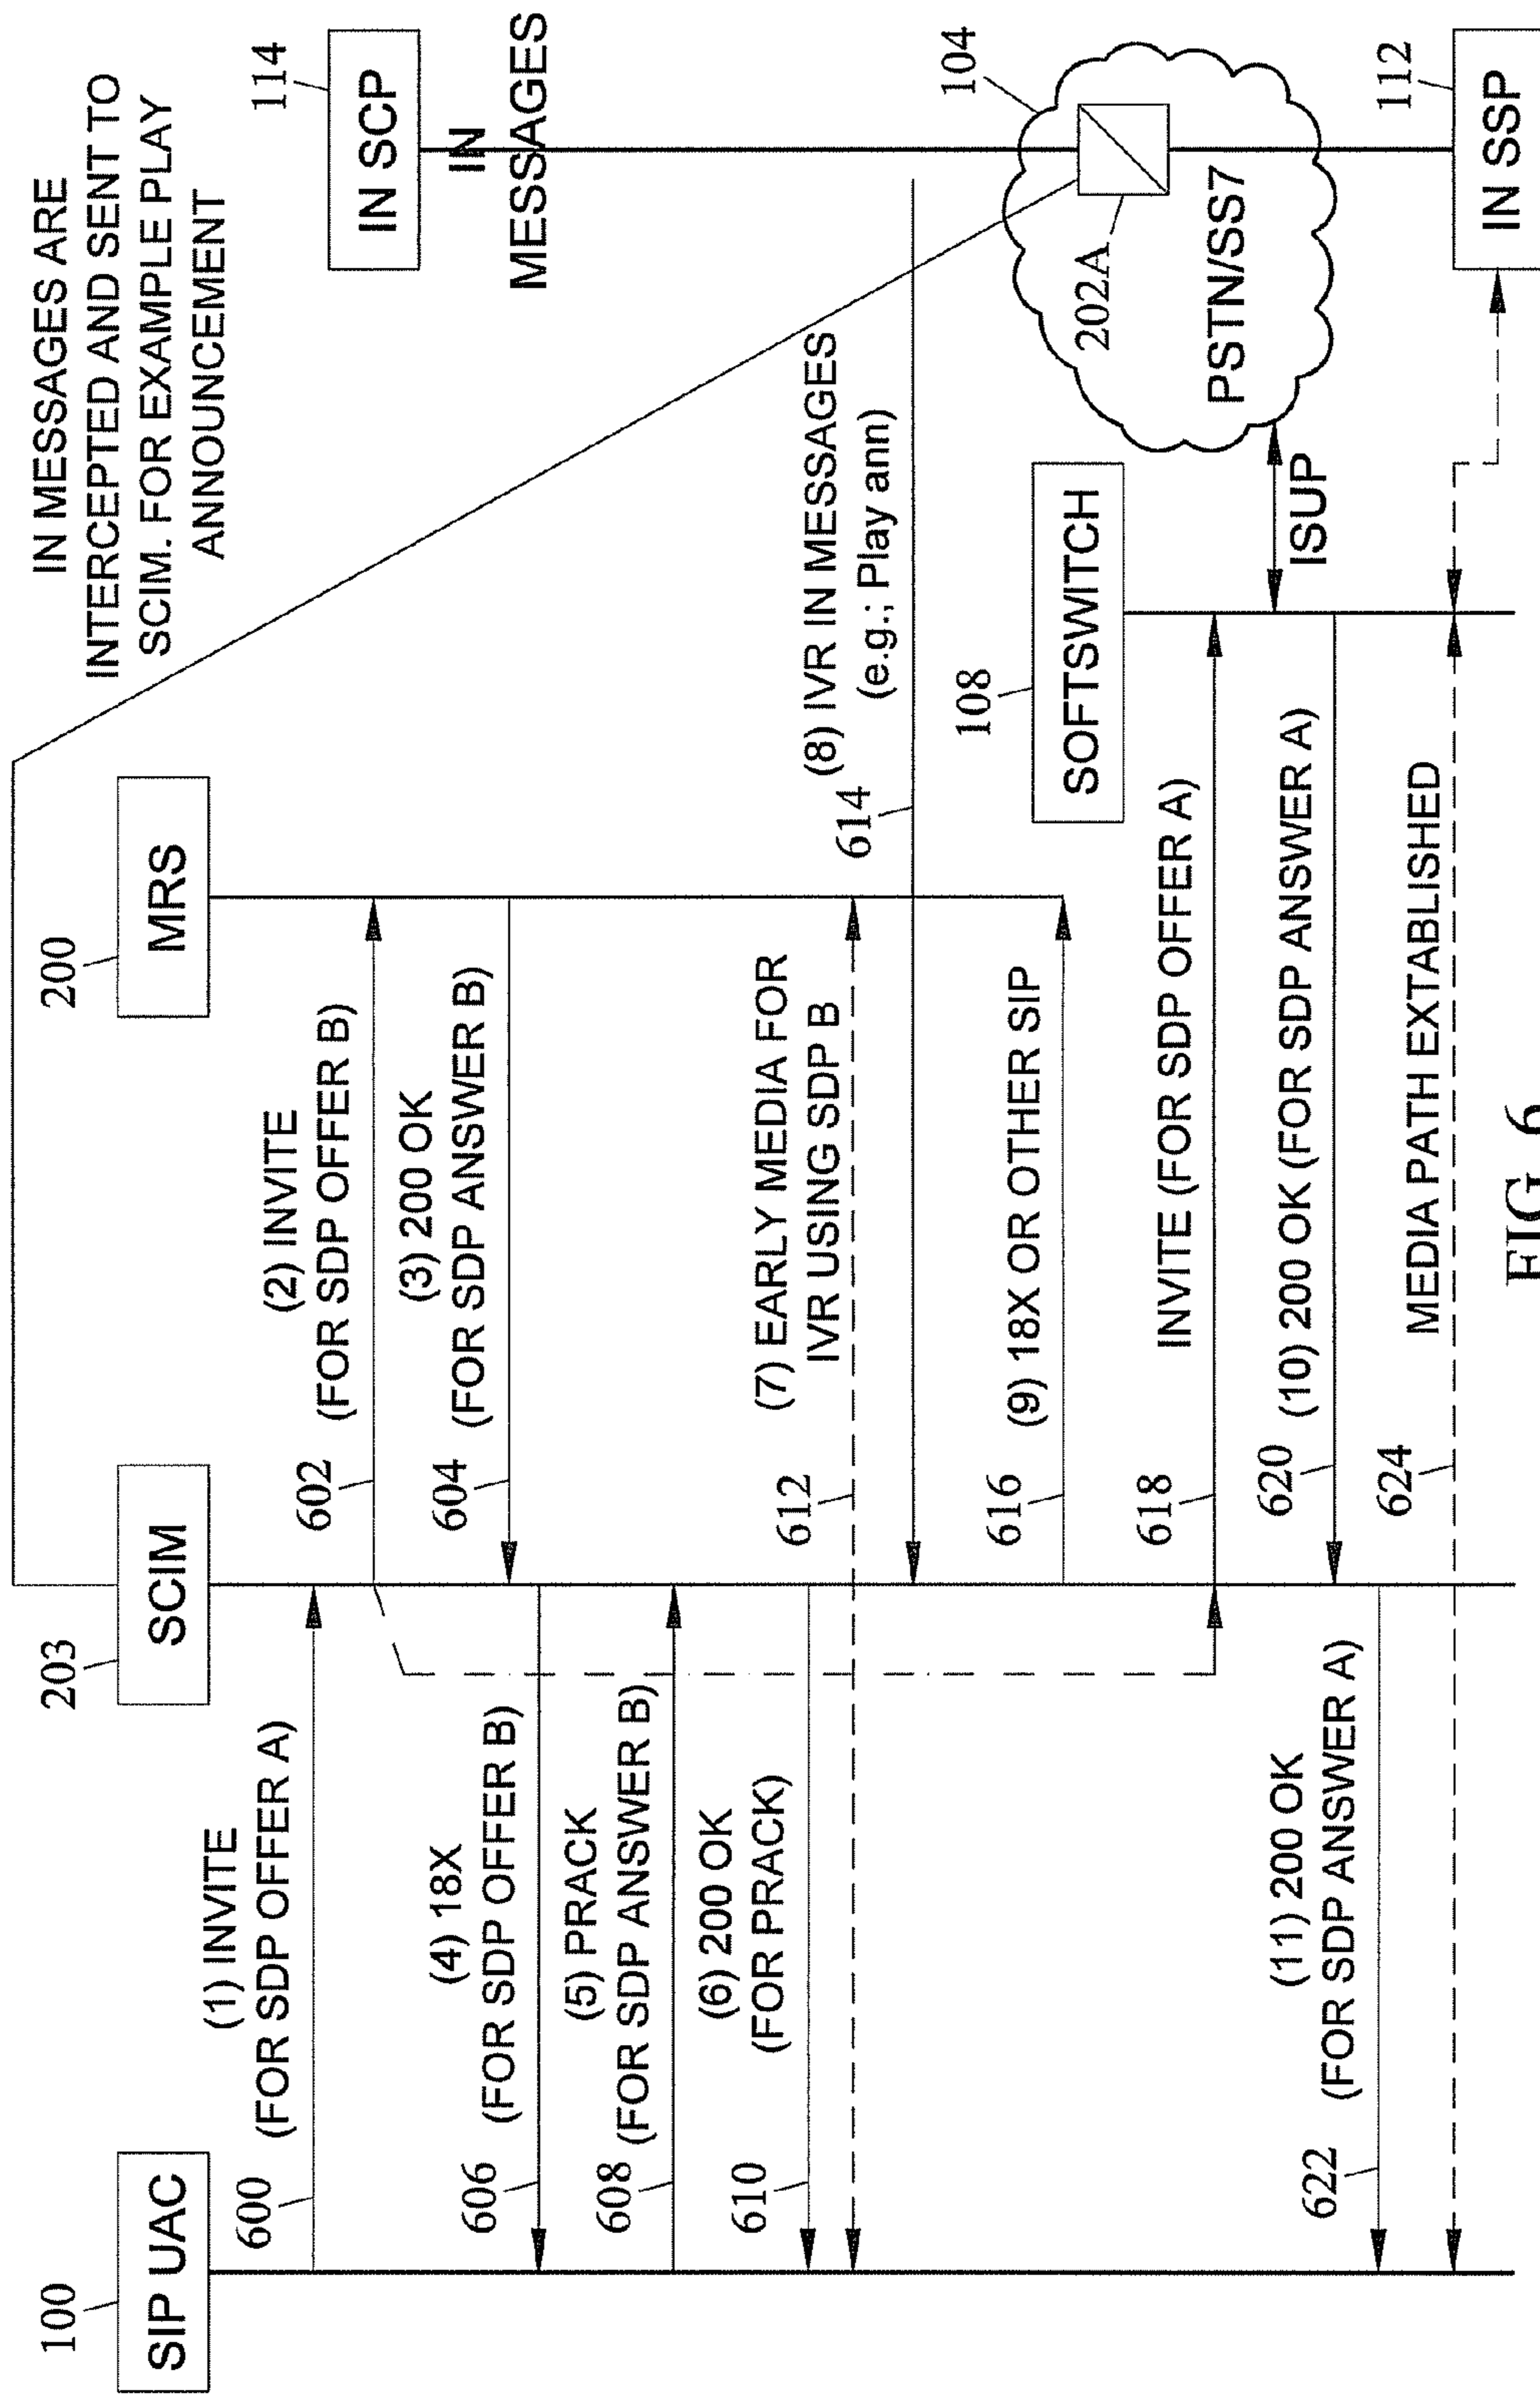 IN MESSAGES ARE
INTERCEPTED AND SENT TO
SCIM. FOR EXAMPLE PLAY
ANNOUNCEMENT
100
SIP UAC
203
SCIM
200
MRS
114
IN SCP
IN
MESSAGES
(1) INVITE
(FOR SDP OFFER A)
600
(2) INVITE
(FOR SDP OFFER B)
602
(3) 200 OK
(FOR SDP ANSWER B)
604
(4) 18X
(FOR SDP OFFER B)
606
(5) PRACK
(FOR SDP ANSWER B)
608
(6) 200 OK
(FOR PRACK)
610
(7) EARLY MEDIA FOR
IVR USING SDP B
612
(8) IVR IN MESSAGES
(e.g.; Play ann)
614
(9) 18X OR OTHER SIP
616
108
SOFTSWITCH
104
202A
PSTN/SS7
ISUP
INVITE (FOR SDP OFFER A)
618
(10) 200 OK (FOR SDP ANSWER A)
620
(11) 200 OK
(FOR SDP ANSWER A)
622
MEDIA PATH EXTABLISHED
624
112
IN SSP
FIG. 6